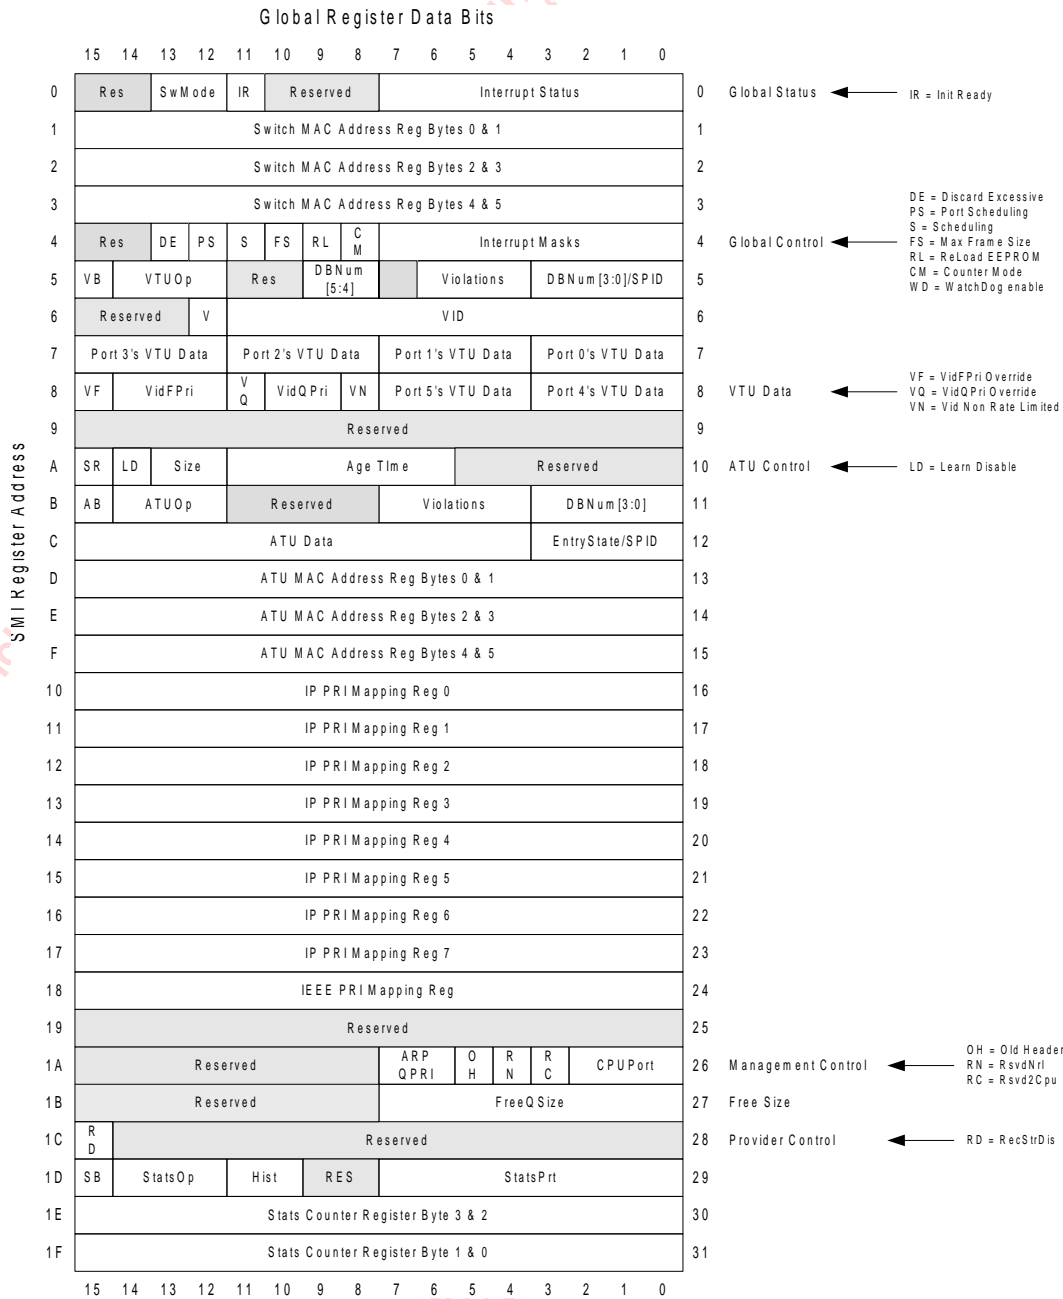 Global Register Data Bits
15 14 13 12 11 10 9 8 7 6 5 4 3 2 1 0
0 Res SwMode IR Reserved Interrupt Status 0 Global Status IR = Init Ready
1 Switch MAC Address Reg Bytes 0 & 1 1
2 Switch MAC Address Reg Bytes 2 & 3 2
3 Switch MAC Address Reg Bytes 4 & 5 3
DE = Discard Excessive
PS = Port Scheduling
S = Scheduling
4 Res DE PS S FS RL CM Interrupt Masks 4 Global Control FS = Max Frame Size
RL = ReLoad EEPROM
CM = Counter Mode
WD = WatchDog enable
5 VB VTUOp Res DBNum [5:4] Violations DBNum[3:0]/SPID 5
6 Reserved V VID 6
7 Port 3's VTU Data Port 2's VTU Data Port 1's VTU Data Port 0's VTU Data 7
VF = VidFPri Override
8 VF VidFPri VQ VidQPri VN Port 5's VTU Data Port 4's VTU Data 8 VTU Data VQ = VidQPri Override
VN = Vid Non Rate Limited
9 Reserved 9
SMI Register Address
A SR LD Size Age TIme Reserved 10 ATU Control LD = Learn Disable
B AB ATUOp Reserved Violations DBNum[3:0] 11
C ATU Data EntryState/SPID 12
D ATU MAC Address Reg Bytes 0 & 1 13
E ATU MAC Address Reg Bytes 2 & 3 14
F ATU MAC Address Reg Bytes 4 & 5 15
10 IP PRI Mapping Reg 0 16
11 IP PRI Mapping Reg 1 17
12 IP PRI Mapping Reg 2 18
13 IP PRI Mapping Reg 3 19
14 IP PRI Mapping Reg 4 20
15 IP PRI Mapping Reg 5 21
16 IP PRI Mapping Reg 6 22
17 IP PRI Mapping Reg 7 23
18 IEEE PRI Mapping Reg 24
19 Reserved 25
OH = Old Header
1A Reserved ARP QPRI OH RN RC CPUPort 26 Management Control RN = RsvdNrl
RC = Rsvd2Cpu
1B Reserved FreeQSize 27 Free Size
1C RD Reserved 28 Provider Control RD = RecStrDis
1D SB StatsOp Hist RES StatsPrt 29
1E Stats Counter Register Byte 3 & 2 30
1F Stats Counter Register Byte 1 & 0 31
15 14 13 12 11 10 9 8 7 6 5 4 3 2 1 0